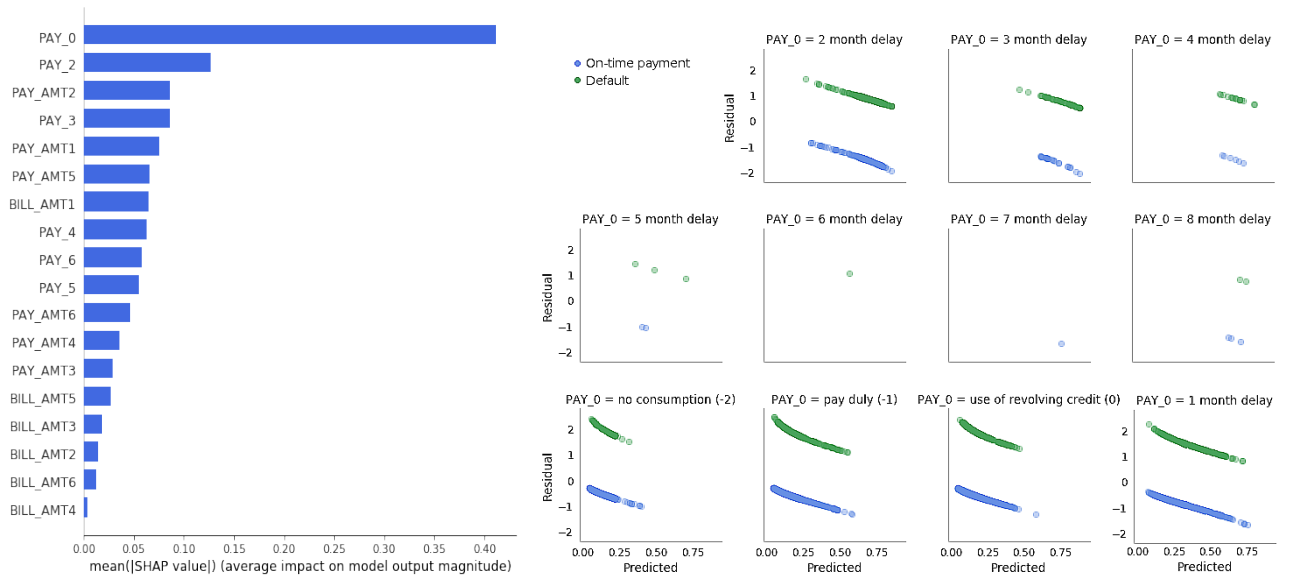 PAY_0
PAY_2
PAY_AMT2
PAY_3
PAY_AMT1
PAY_AMT5
BILL_AMT1
PAY_4
PAY_6
PAY_5
PAY_AMT6
PAY_AMT4
PAY_AMT3
BILL_AMT5
BILL_AMT3
BILL_AMT2
BILL_AMT6
BILL_AMT4
0.00 0.05 0.10 0.15 0.20 0.25 0.30 0.35 0.40
mean(|SHAP value|) (average impact on model output magnitude)
On-time payment
Default
PAY_0 = 2 month delay
PAY_0 = 3 month delay
PAY_0 = 4 month delay
2
1
0
−1
−2
Residual
PAY_0 = 5 month delay
PAY_0 = 6 month delay
PAY_0 = 7 month delay
PAY_0 = 8 month delay
2
1
0
−1
−2
Residual
PAY_0 = no consumption (-2)
PAY_0 = pay duly (-1)
PAY_0 = use of revolving credit (0)
PAY_0 = 1 month delay
2
1
0
−1
−2
Residual
2
1
0
−1
−2
0.00 0.25 0.50 0.75
Predicted
0.00 0.25 0.50 0.75
Predicted
0.00 0.25 0.50 0.75
Predicted
0.00 0.25 0.50 0.75
Predicted